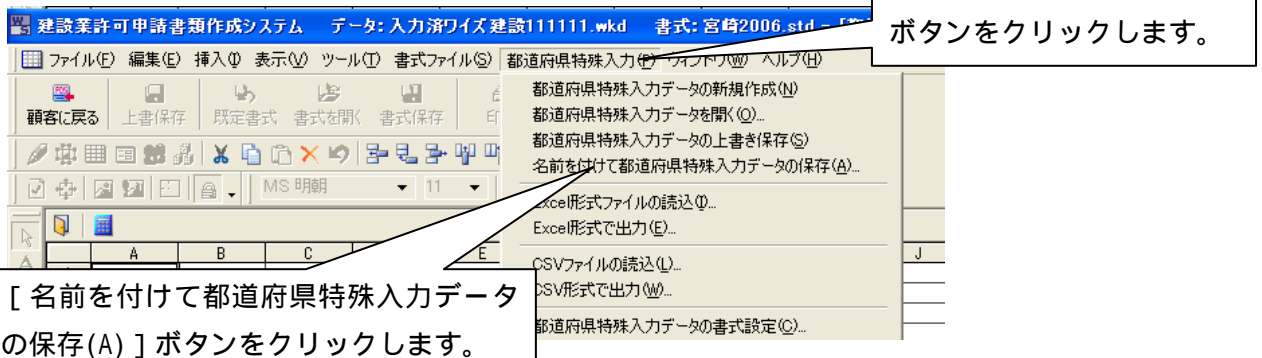 建設業許可申請書類作成システム データ: 入力済ワイズ建設111111.wkd 書式: 宮崎2006.std -
ボタンをクリックします。
ファイル(F) 編集(E) 挿入(I) 表示(V) ツール(T) 書式ファイル(S) 都道府県特殊入力(P) ウィンドウ(W) ヘルプ(H)
顧客に戻る 上書保存 既定書式 書式を開く 書式保存
都道府県特殊入力データの新規作成(N)
都道府県特殊入力データを開く(O)...
都道府県特殊入力データの上書き保存(S)
名前を付けて都道府県特殊入力データの保存(A)...
MS 明朝 11
Excel形式ファイルの読込(I)...
Excel形式で出力(E)...
A B C E J
CSVファイルの読込(L)...
CSV形式で出力(W)...
都道府県特殊入力データの書式設定(C)...
[ 名前を付けて都道府県特殊入力データ
の保存(A) ] ボタンをクリックします。